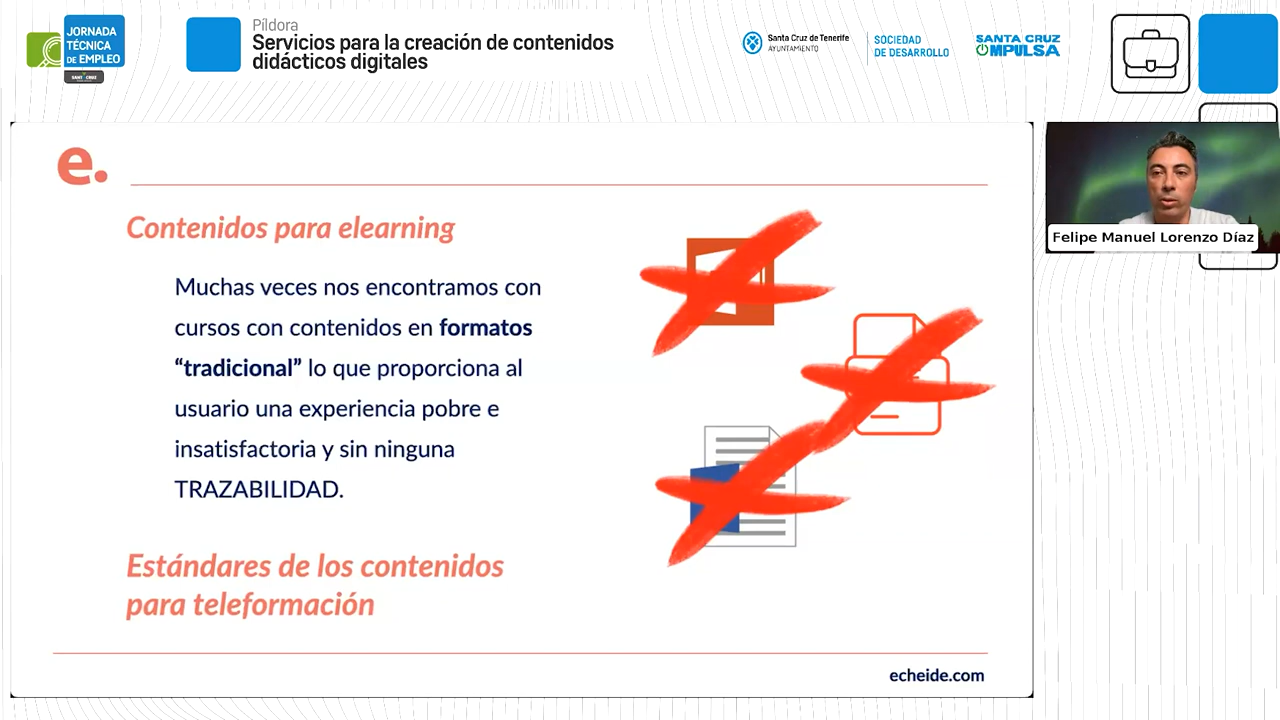 JORNADA
TÉCNICA
DE EMPLEO
Píldora
Servicios para la creación de contenidos
didácticos digitales
Santa Cruz de Tenerife
AYUNTAMIENTO
SOCIEDAD
DE DESARROLLO
SANTA CRUZ
IMPULSA
e.
Contenidos para elearning
Muchas veces nos encontramos con
cursos con contenidos en formatos
“tradicional” lo que proporciona al
usuario una experiencia pobre e
insatisfactoria y sin ninguna
TRAZABILIDAD.
Estándares de los contenidos
para teleformación
echeide.com
Felipe Manuel Lorenzo Díaz